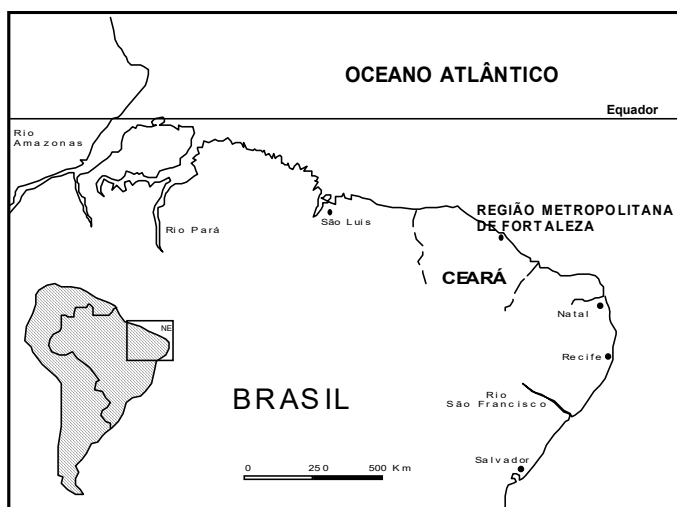 OCEANO ATLÂNTICO
Equador
Rio
Amazonas
REGIÃO METROPOLITANA
DE FORTALEZA
São Luis
Rio Pará
CEARÁ
NE
Natal
Recife
BRASIL
Rio
São Francisco
Salvador
0 250 500 Km